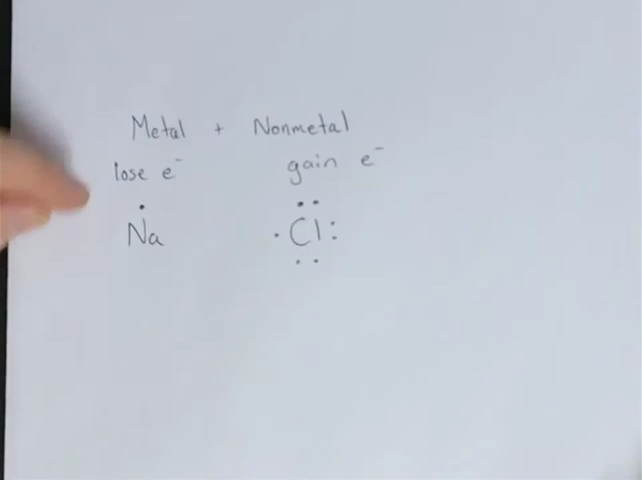 Metal + Nonmetal
lose e⁻ gain e⁻
Na Cl